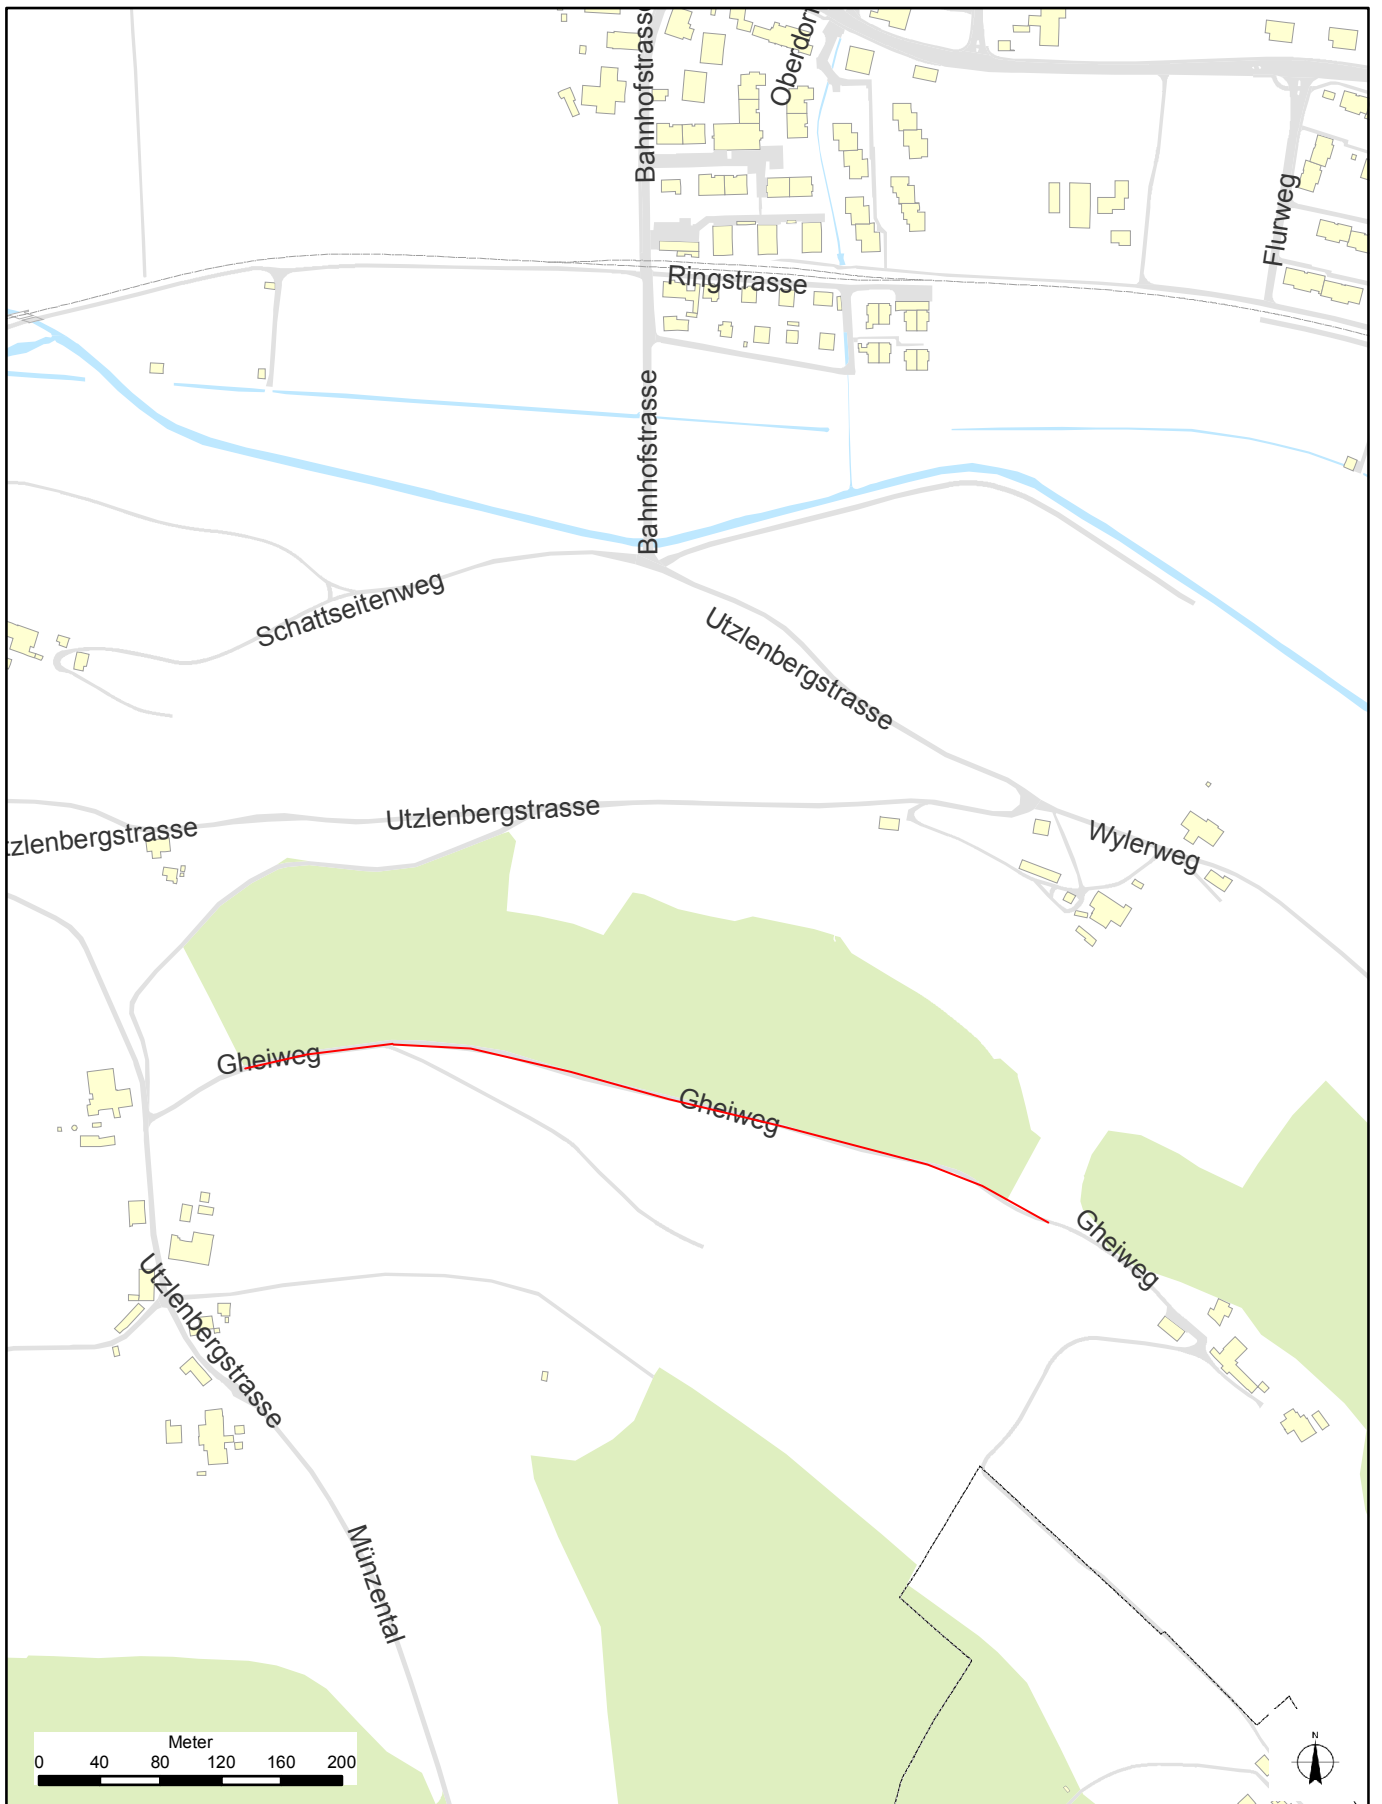 Bahnhofstrasse
Oberdorf
Flurweg
Ringstrasse
Bahnhofstrasse
Schattseitenweg
Utzlenbergstrasse
Utzlenbergstrasse
tzlenbergstrasse
Wylerweg
Gheiweg
Gheiweg
Gheiweg
Utzlenbergstrasse
Münzental
Meter
0 40 80 120 160 200
N